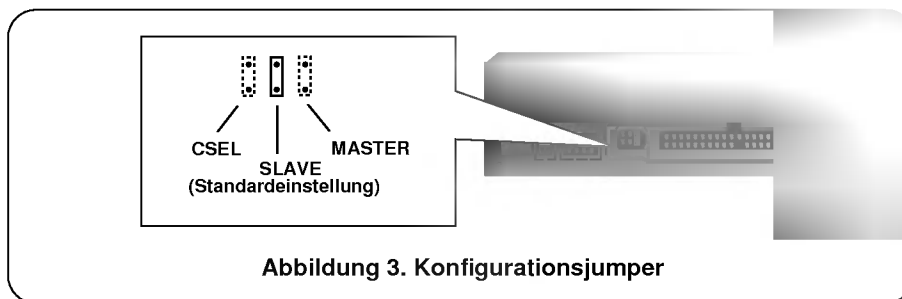 CSEL
MASTER
SLAVE
(Standardeinstellung)
Abbildung 3. Konfigurationsjumper